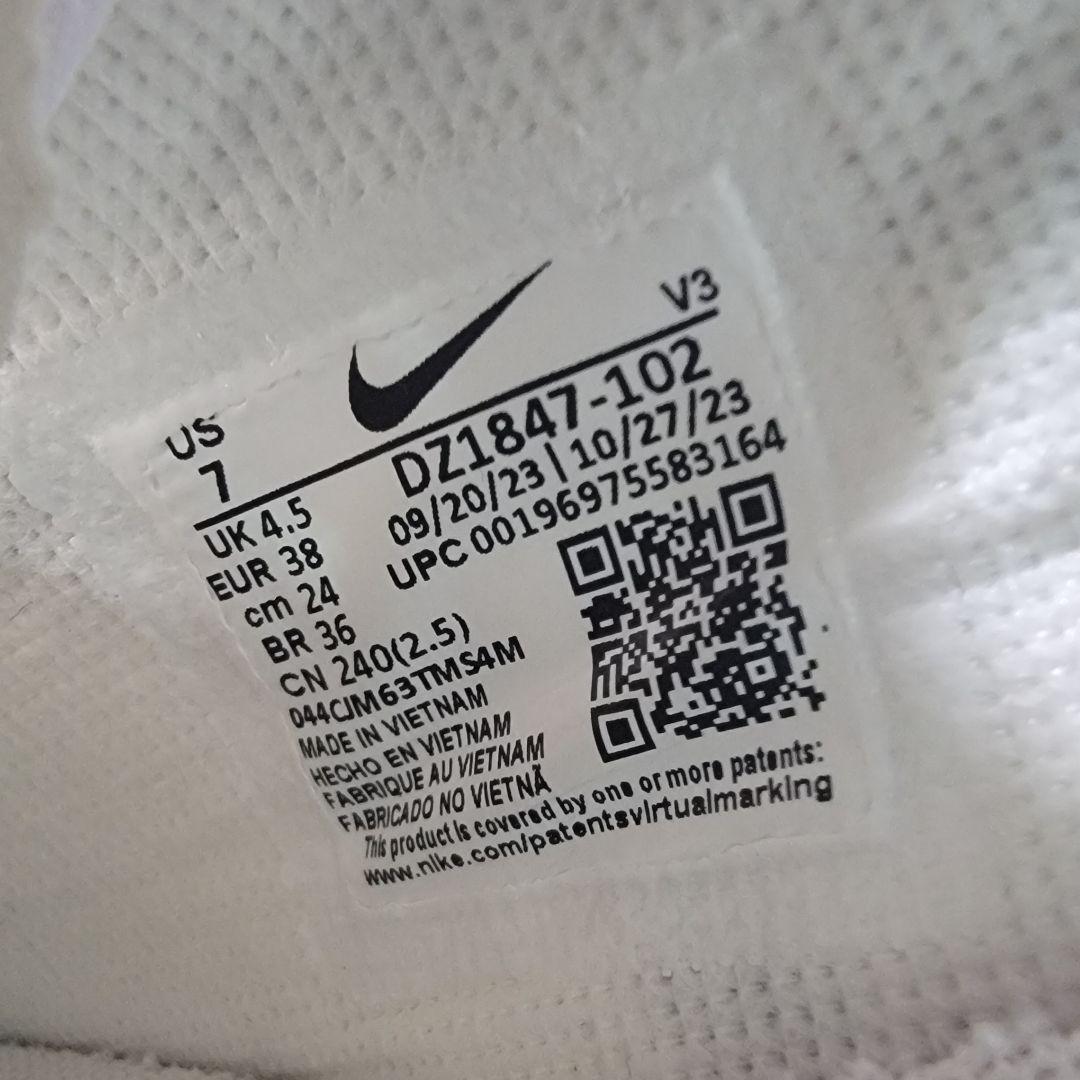 V3
US
7
DZ1847-102
09/20/23 | 10/27/23
UPC 00196975583164
UK 4.5
EUR 38
cm 24
BR 36
CN 240(2.5)
044CJM63TMS4M
MADE IN VIETNAM
HECHO EN VIETNAM
FABRIQUE AU VIETNAM
FABRICADO NO VIETNÃ
This product is covered by one or more patents:
www.nike.com/patentsvirtualmarking